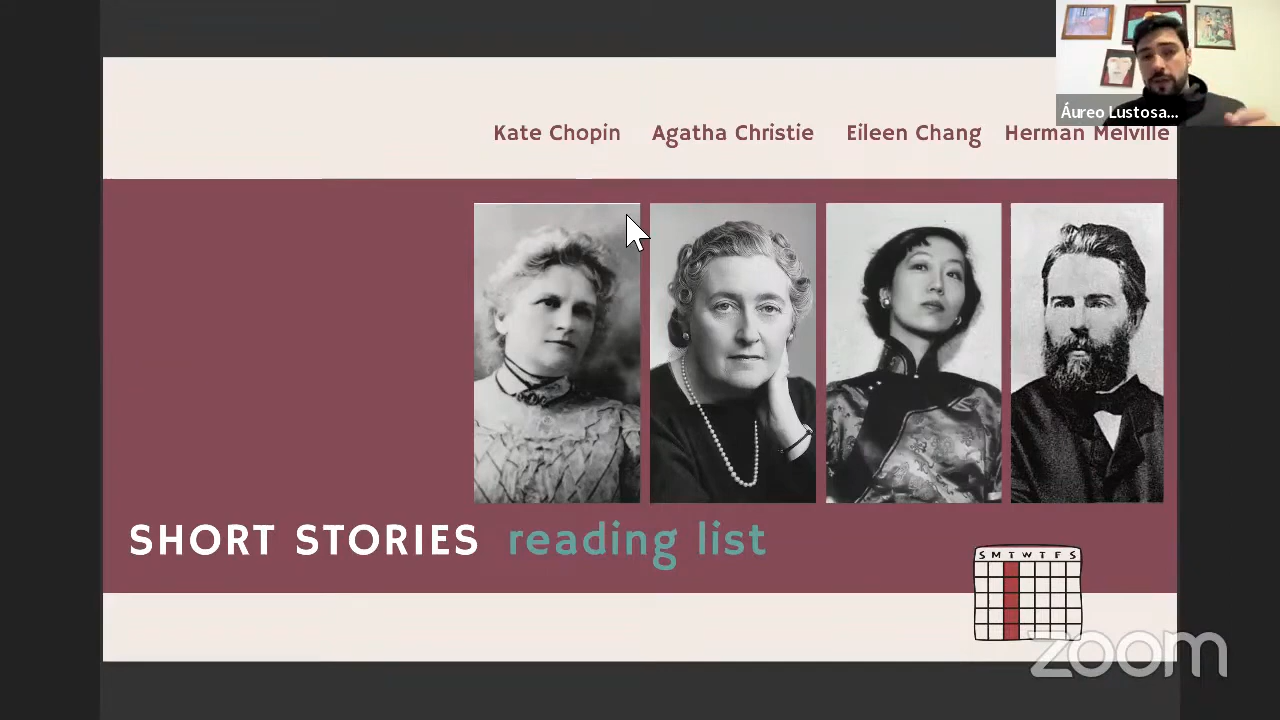 Áureo Lustosa...
Kate Chopin Agatha Christie Eileen Chang Herman Melville
SHORT STORIES reading list
S M T W T F S
zoom